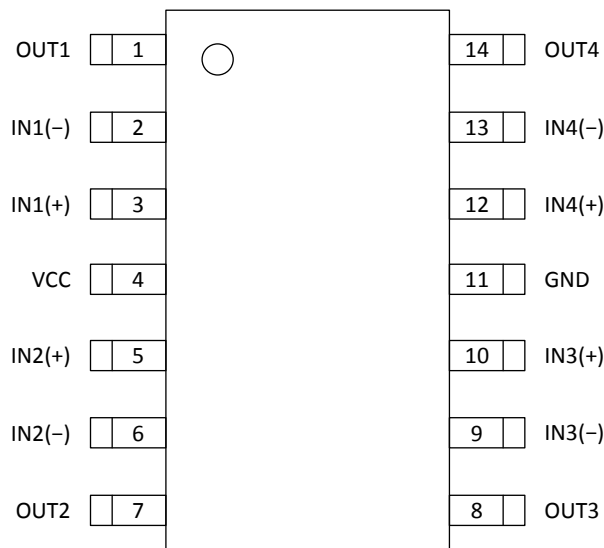 OUT1 1 14 OUT4
IN1(−) 2 13 IN4(−)
IN1(+) 3 12 IN4(+)
VCC 4 11 GND
IN2(+) 5 10 IN3(+)
IN2(−) 6 9 IN3(−)
OUT2 7 8 OUT3